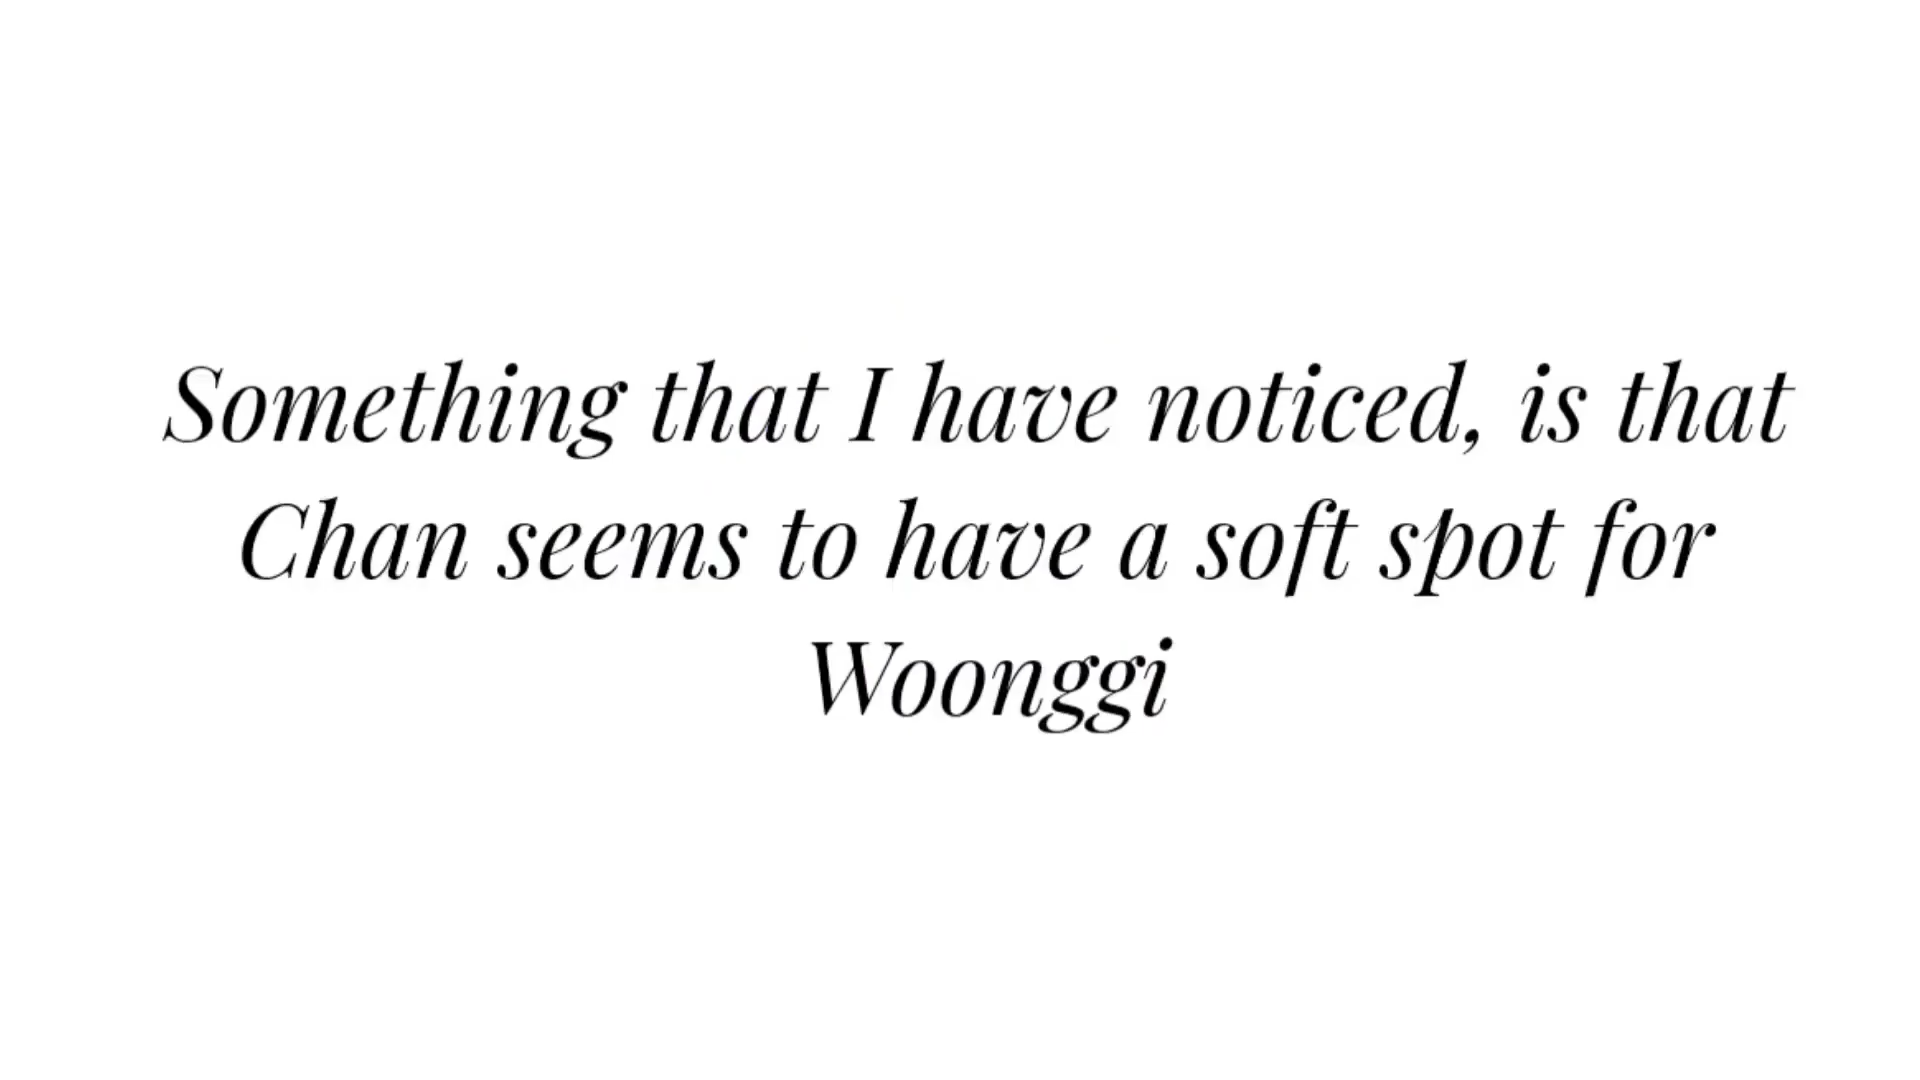 Something that I have noticed, is that
Chan seems to have a soft spot for
Woonggi